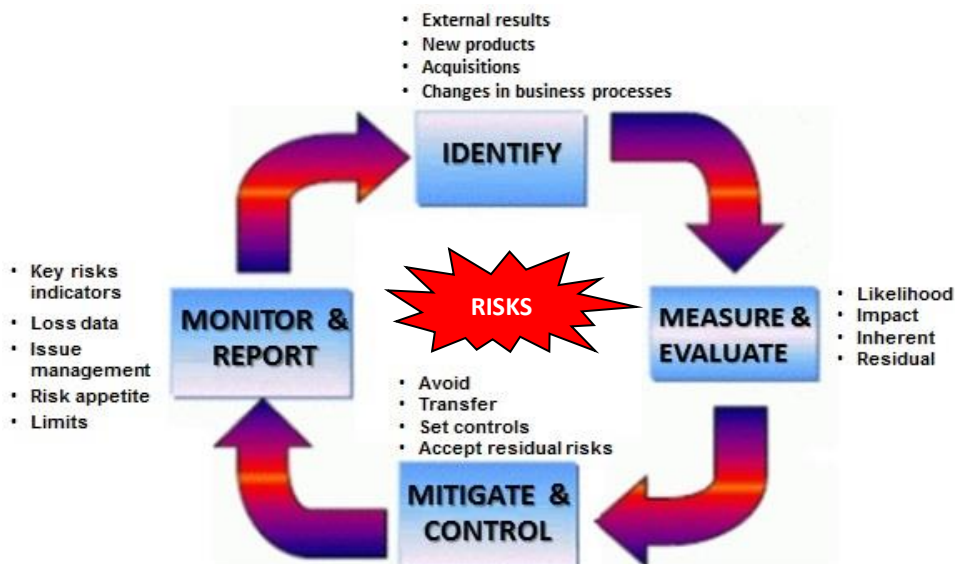 • External results
• New products
• Acquisitions
• Changes in business processes
IDENTIFY
• Key risks
indicators
• Loss data
• Issue
management
• Risk appetite
• Limits
MONITOR &
REPORT
RISKS
MEASURE &
EVALUATE
• Likelihood
• Impact
• Inherent
• Residual
• Avoid
• Transfer
• Set controls
• Accept residual risks
MITIGATE &
CONTROL